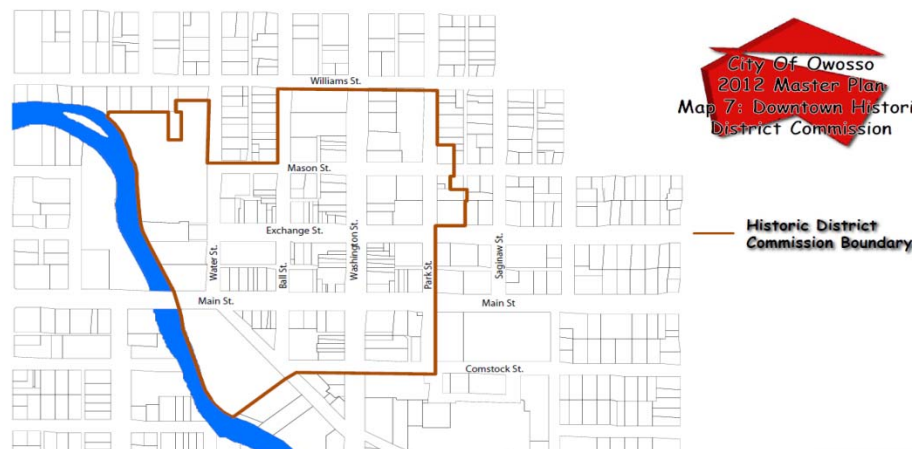 City Of Owosso
2012 Master Plan
Map 7: Downtown Histori
District Commission
Williams St.
Mason St.
Exchange St.
Water St.
Ball St.
Washington St.
Park St.
Saginaw St.
Main St.
Main St
Comstock St.
Historic District
Commission Boundary